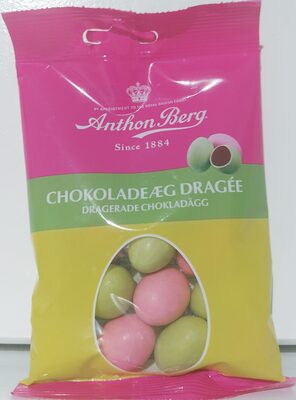 BY APPOINTMENT TO THE ROYAL DANISH COURT
Anthon Berg
Since 1884
CHOKOLADEÆG DRAGÉE
DRAGERADE CHOKLADÄGG